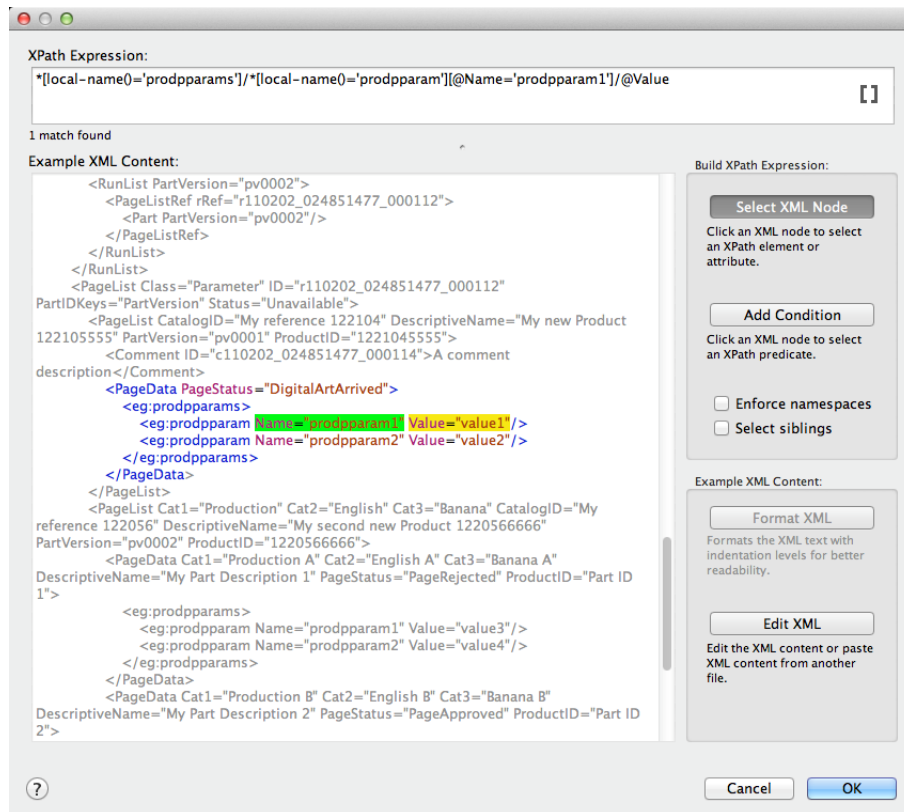 XPath Expression:
*[local-name()='prodpparams']/*[local-name()='prodpparam'][@Name='prodpparam1']/@Value
1 match found
Example XML Content:
<RunList PartVersion="pv0002">
<PageListRef rRef="r110202_024851477_000112">
<Part PartVersion="pv0002"/>
</PageListRef>
</RunList>
</RunList>
<PageList Class="Parameter" ID="r110202_024851477_000112"
PartIDKeys="PartVersion" Status="Unavailable">
<PageList CatalogID="My reference 122104" DescriptiveName="My new Product
122105555" PartVersion="pv0001" ProductID="1221045555">
<Comment ID="c110202_024851477_000114">A comment
description</Comment>
<PageData PageStatus="DigitalArtArrived">
<eg:prodpparams>
<eg:prodpparam Name="prodpparam1" Value="value1"/>
<eg:prodpparam Name="prodpparam2" Value="value2"/>
</eg:prodpparams>
</PageData>
</PageList>
<PageList Cat1="Production" Cat2="English" Cat3="Banana" CatalogID="My
reference 122056" DescriptiveName="My second new Product 1220566666"
PartVersion="pv0002" ProductID="1220566666">
<PageData Cat1="Production A" Cat2="English A" Cat3="Banana A"
DescriptiveName="My Part Description 1" PageStatus="PageRejected" ProductID="Part ID
1">
<eg:prodpparams>
<eg:prodpparam Name="prodpparam1" Value="value3"/>
<eg:prodpparam Name="prodpparam2" Value="value4"/>
</eg:prodpparams>
</PageData>
<PageData Cat1="Production B" Cat2="English B" Cat3="Banana B"
DescriptiveName="My Part Description 2" PageStatus="PageApproved" ProductID="Part ID
2">
Build XPath Expression:
Select XML Node
Click an XML node to select
an XPath element or
attribute.
Add Condition
Click an XML node to select
an XPath predicate.
Enforce namespaces
Select siblings
Example XML Content:
Format XML
Formats the XML text with
indentation levels for better
readability.
Edit XML
Edit the XML content or paste
XML content from another
file.
?
Cancel
OK